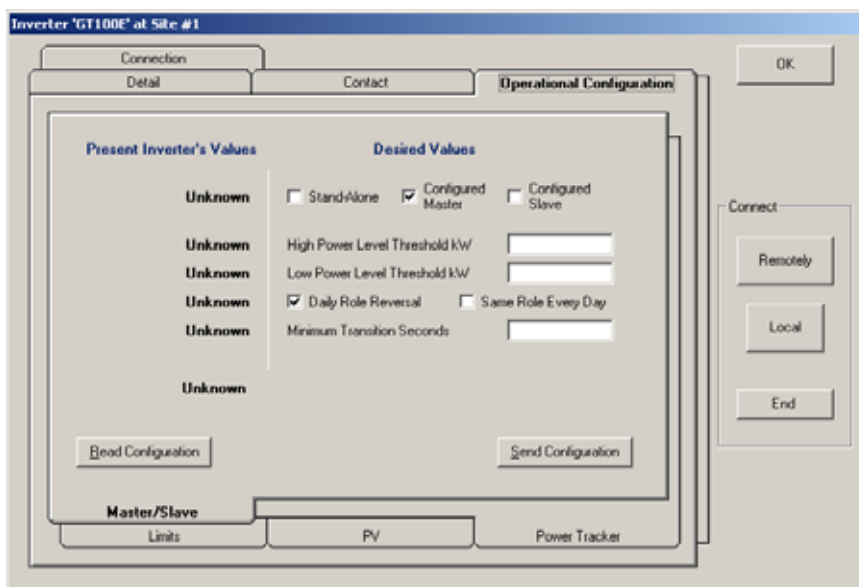 Inverter 'GT100E' at Site #1
Connection
Detail Contact Operational Configuration
OK
Present Inverter's Values Desired Values
Unknown Stand-Alone Configured Master Configured Slave
Connect
Unknown High Power Level Threshold kW
Remotely
Unknown Low Power Level Threshold kW
Unknown Daily Role Reversal Same Role Every Day
Unknown Minimum Transition Seconds
Local
Unknown
End
Read Configuration Send Configuration
Master/Slave
Limits PV Power Tracker